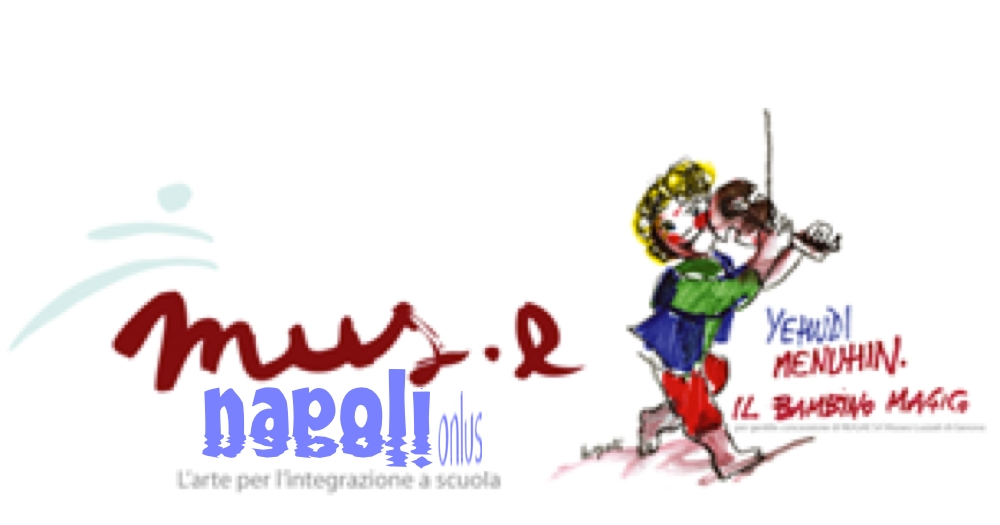 mus.e
napoli onlus
L'arte per l'integrazione a scuola
YEHUDI
MENUHIN.
IL BAMBINO MAGICO